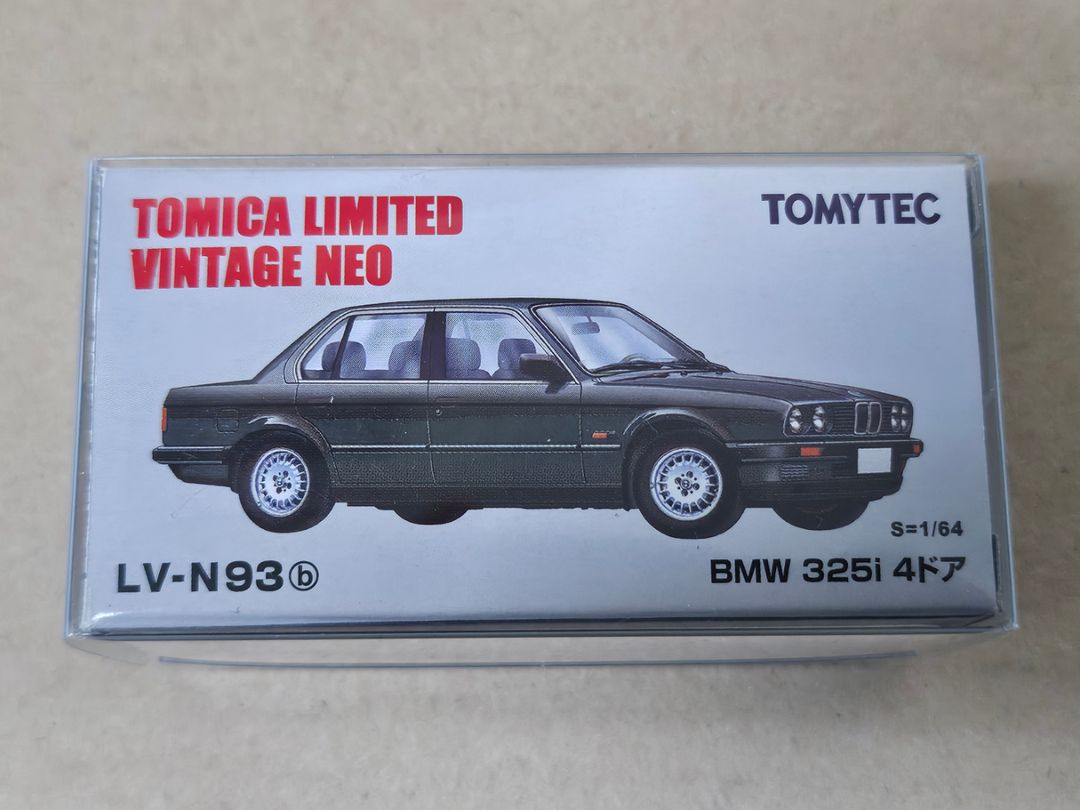 TOMICA LIMITED
VINTAGE NEO
TOMYTEC
S=1/64
LV-N93ⓑ
BMW 325i 4ドア